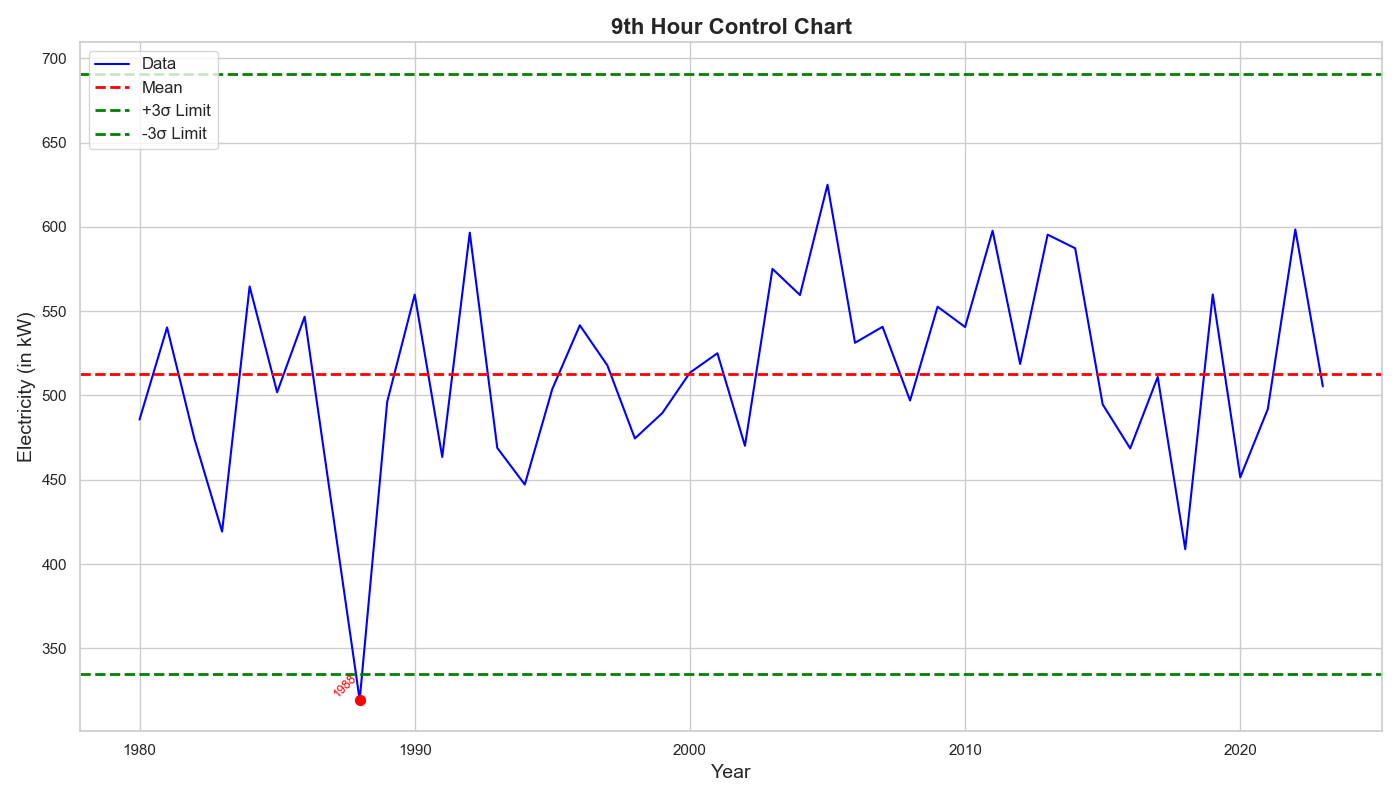 9th Hour Control Chart
Data
Mean
+3σ Limit
-3σ Limit
700
650
600
550
500
450
400
350
Electricity (in kW)
1988
1980
1990
2000
2010
2020
Year